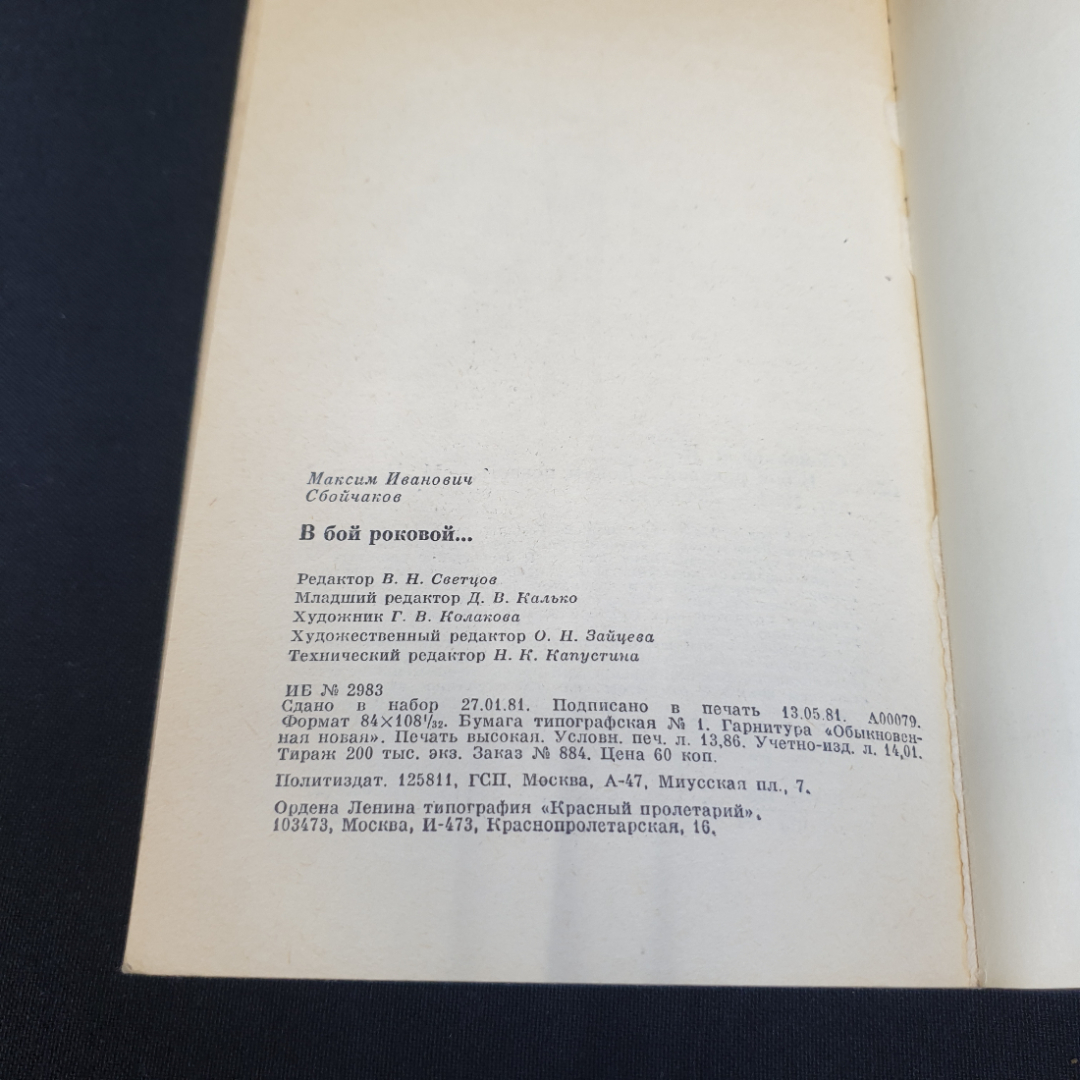 Максим Иванович
Сбойчаков
В бой роковой...
Редактор В. Н. Светцов
Младший редактор Д. В. Калько
Художник Г. В. Колакова
Художественный редактор О. Н. Зайцева
Технический редактор Н. К. Капустина
ИБ № 2983
Сдано в набор 27.01.81. Подписано в печать 13.05.81. А00079.
Формат 84×108¹/₃₂. Бумага типографская № 1. Гарнитура «Обыкновен-
ная новая». Печать высокая. Условн. печ. л. 13,86. Учетно-изд. л. 14,01.
Тираж 200 тыс. экз. Заказ № 884. Цена 60 коп.
Политиздат. 125811, ГСП, Москва, А-47, Миусская пл., 7.
Ордена Ленина типография «Красный пролетарий».
103473, Москва, И-473, Краснопролетарская, 16.